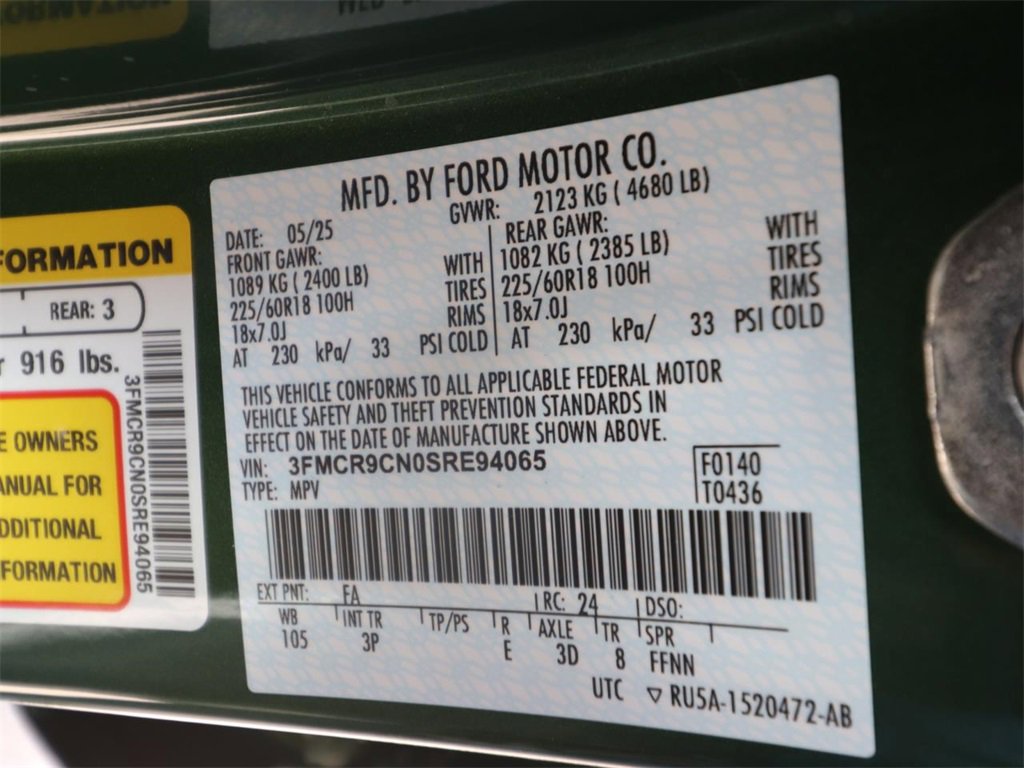 FORMATION
REAR: 3
916 lbs.
E OWNERS
ANUAL FOR
DDITIONAL
FORMATION
3FMCR9CN0SRE94065
MFD. BY FORD MOTOR CO.
DATE: 05/25 GVWR: 2123 KG ( 4680 LB)
FRONT GAWR: REAR GAWR:
1089 KG ( 2400 LB) WITH 1082 KG ( 2385 LB) WITH
225/60R18 100H TIRES 225/60R18 100H TIRES
18x7.0J RIMS 18x7.0J RIMS
AT 230 kPa/ 33 PSI COLD AT 230 kPa/ 33 PSI COLD
THIS VEHICLE CONFORMS TO ALL APPLICABLE FEDERAL MOTOR
VEHICLE SAFETY AND THEFT PREVENTION STANDARDS IN
EFFECT ON THE DATE OF MANUFACTURE SHOWN ABOVE.
VIN: 3FMCR9CN0SRE94065 F0140
TYPE: MPV T0436
EXT PNT: FA RC: 24 DSO:
WB INT TR TP/PS R AXLE TR SPR
105 3P E 3D 8 FFNN
UTC ▽ RU5A-1520472-AB